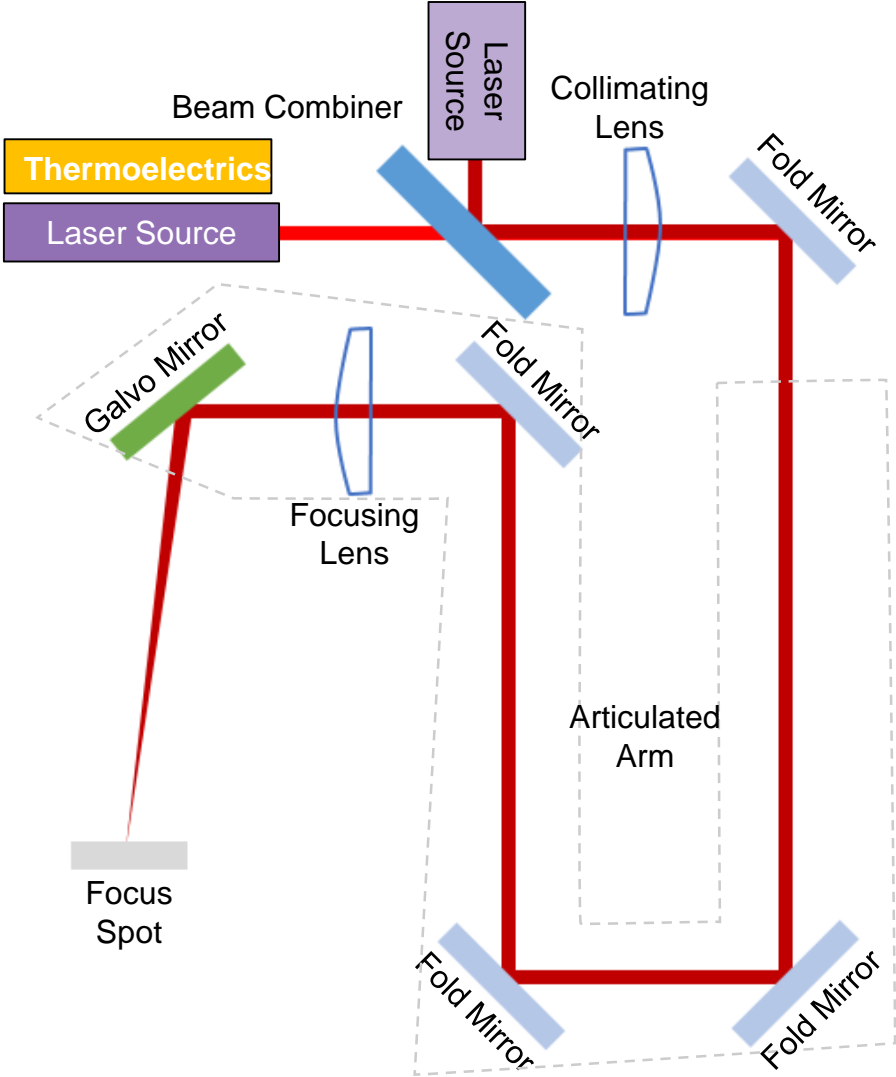 Laser
Source
Beam Combiner
Collimating
Lens
Fold Mirror
Thermoelectrics
Laser Source
Galvo Mirror
Fold Mirror
Focusing
Lens
Articulated
Arm
Focus
Spot
Fold Mirror
Fold Mirror